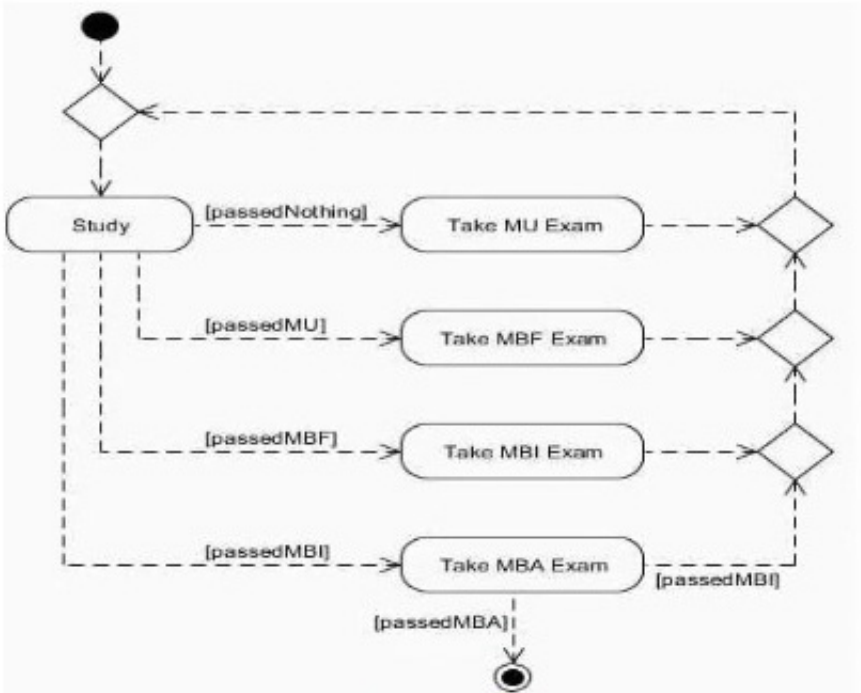 Study
[passedNothing]
Take MU Exam
[passedMU]
Take MBF Exam
[passedMBF]
Take MBI Exam
[passedMBI]
Take MBA Exam
[passedMBI]
[passedMBA]